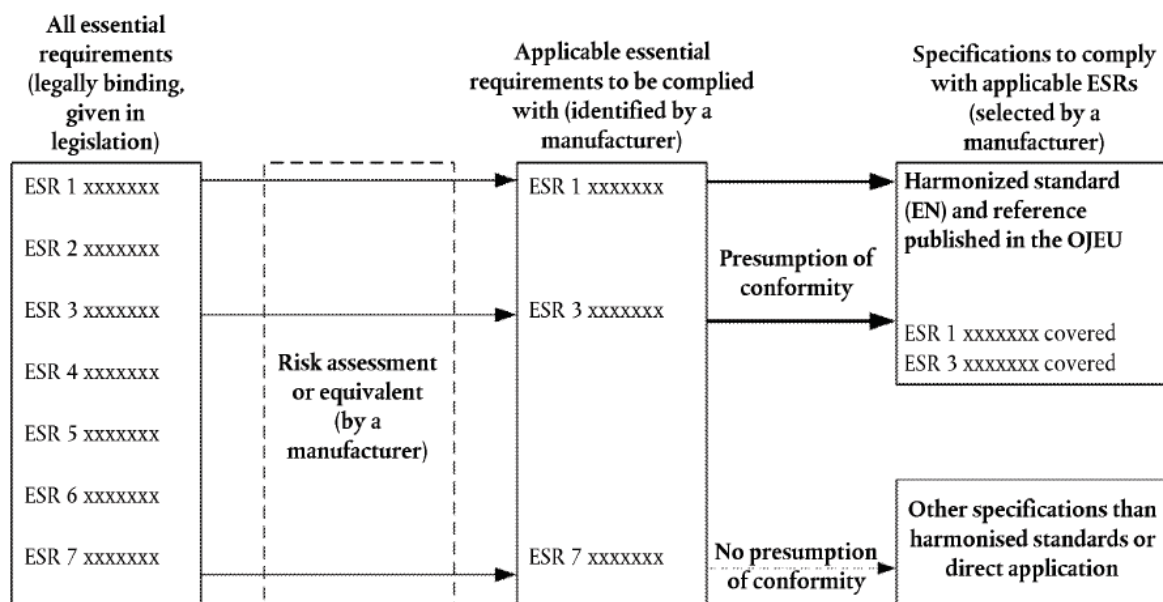 All essential
requirements
(legally binding,
given in
legislation)
ESR 1 xxxxxxx
ESR 2 xxxxxxx
ESR 3 xxxxxxx
ESR 4 xxxxxxx
ESR 5 xxxxxxx
ESR 6 xxxxxxx
ESR 7 xxxxxxx
Risk assessment
or equivalent
(by a
manufacturer)
Applicable essential
requirements to be complied
with (identified by a
manufacturer)
ESR 1 xxxxxxx
ESR 3 xxxxxxx
ESR 7 xxxxxxx
Presumption of
conformity
No presumption
of conformity
Specifications to comply
with applicable ESRs
(selected by a
manufacturer)
Harmonized standard
(EN) and reference
published in the OJEU
ESR 1 xxxxxxx covered
ESR 3 xxxxxxx covered
Other specifications than
harmonised standards or
direct application